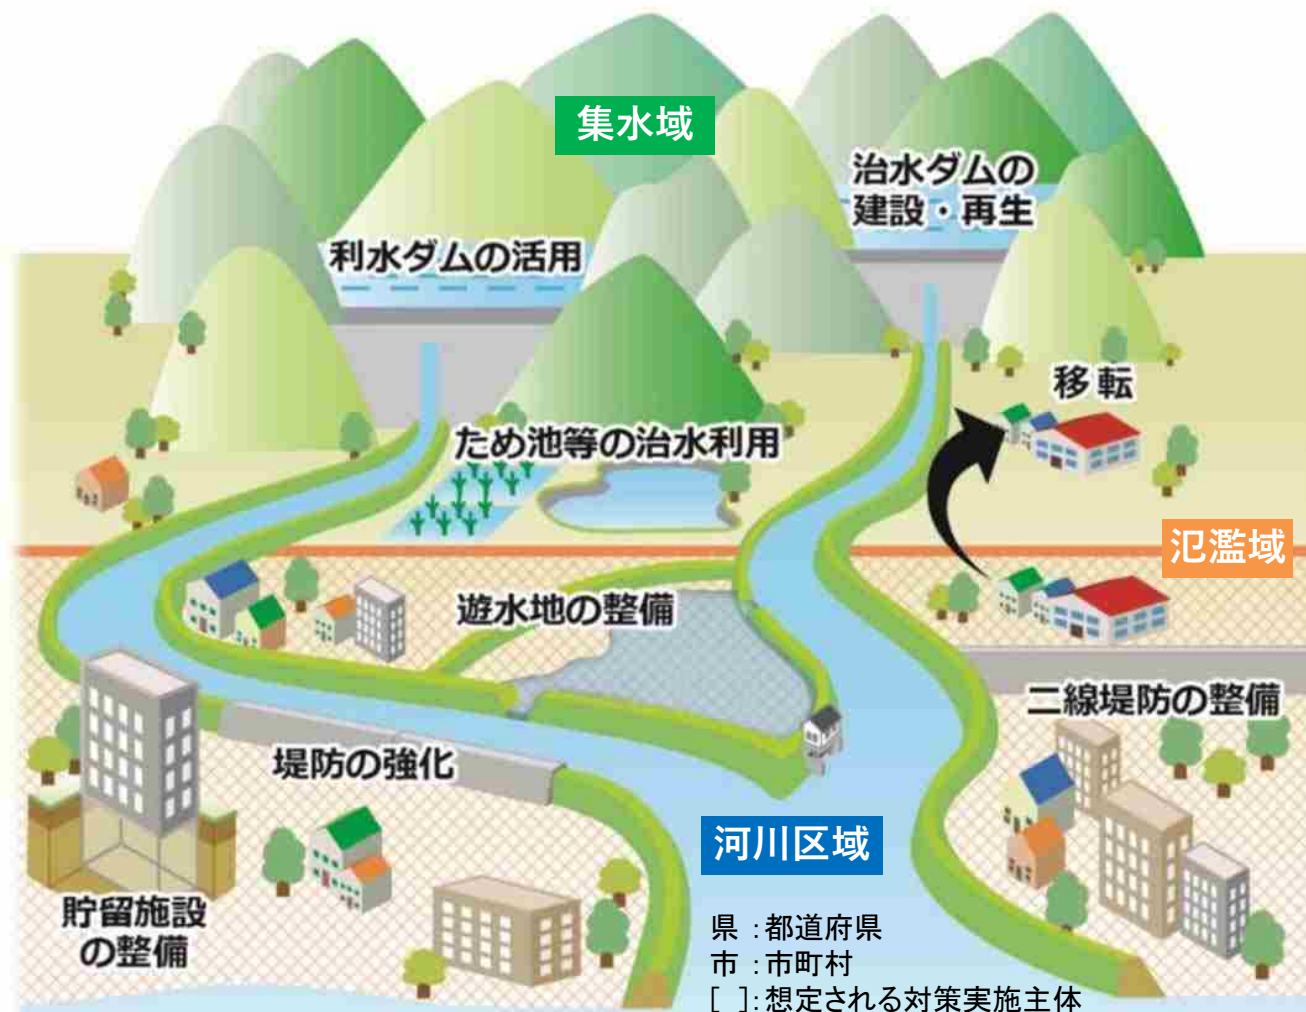 集水域
治水ダムの
建設・再生
利水ダムの活用
移転
ため池等の治水利用
氾濫域
遊水地の整備
二線堤防の整備
堤防の強化
河川区域
貯留施設
の整備
県：都道府県
市：市町村
[　]：想定される対策実施主体